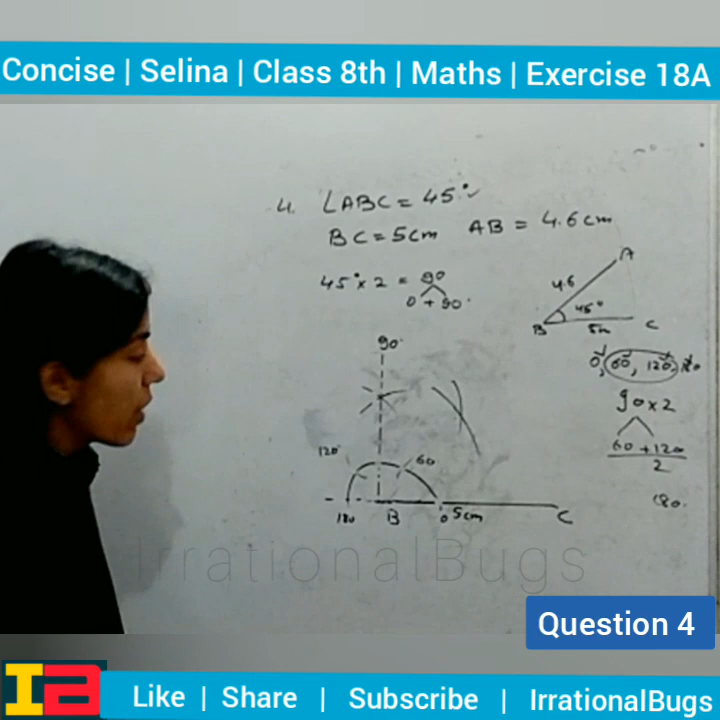 Concise | Selina | Class 8th | Maths | Exercise 18A
4. ∠ABC = 45°
BC = 5cm AB = 4.6cm
45° × 2 = 90
0 + 90°
A
4.6
45°
B 5m C
90°
0, 60, 120, 180
90 × 2
60 + 120
2
120°
60
180.
180 B 0 5cm C
IrrationalBugs
Question 4
Like | Share | Subscribe | IrrationalBugs